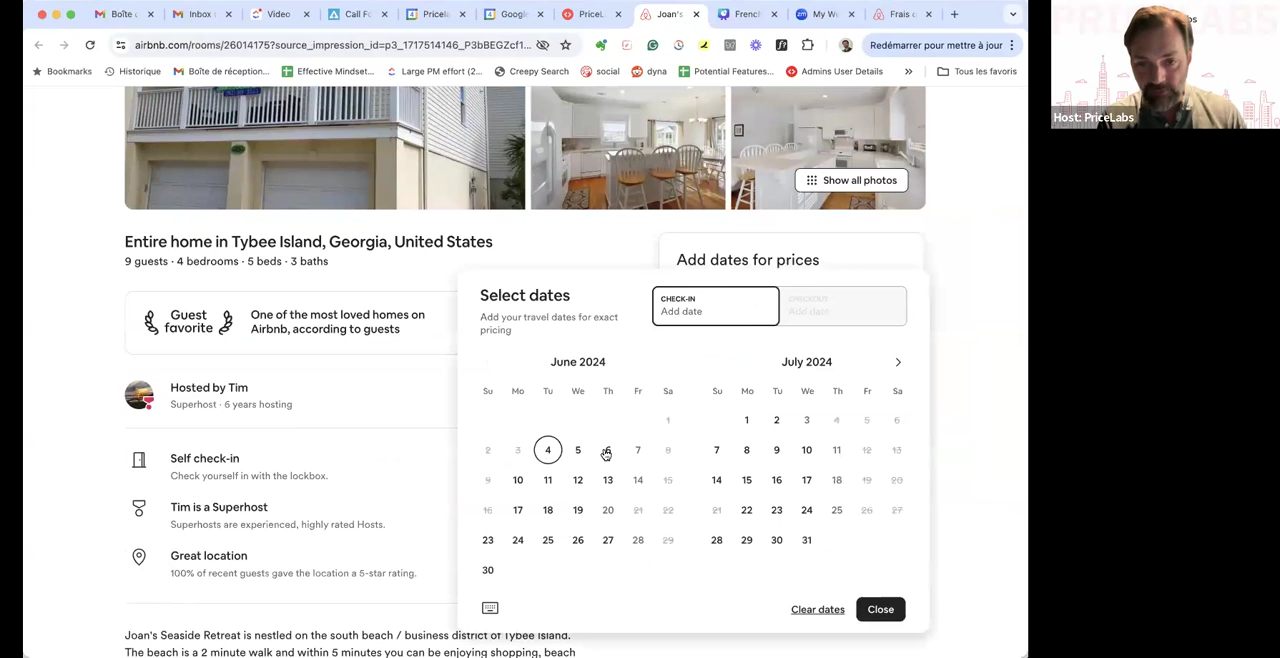 Boîte c
Inbox (
Video
Call Fo
Pricela
Google
PriceL
Joan's
French
My W
Frais c
airbnb.com/rooms/26014175?source_impression_id=p3_1717514146_P3bBEGZcf1...
Redémarrer pour mettre à jour
Bookmarks
Historique
Boîte de réception...
Effective Mindset...
Large PM effort (2...
Creepy Search
social
dyna
Potential Features...
Admins User Details
»
Tous les favoris
Show all photos
Entire home in Tybee Island, Georgia, United States
9 guests · 4 bedrooms · 5 beds · 3 baths
Add dates for prices
Guest favorite
One of the most loved homes on
Airbnb, according to guests
Hosted by Tim
Superhost · 6 years hosting
Self check-in
Check yourself in with the lockbox.
Tim is a Superhost
Superhosts are experienced, highly rated Hosts.
Great location
100% of recent guests gave the location a 5-star rating.
Joan's Seaside Retreat is nestled on the south beach / business district of Tybee Island.
The beach is a 2 minute walk and within 5 minutes you can be enjoying shopping, beach
Select dates
Add your travel dates for exact
pricing
CHECK-IN
Add date
CHECKOUT
Add date
June 2024
Su Mo Tu We Th Fr Sa
1
2 3 4 5 6 7 8
9 10 11 12 13 14 15
16 17 18 19 20 21 22
23 24 25 26 27 28 29
30
July 2024
Su Mo Tu We Th Fr Sa
1 2 3 4 5 6
7 8 9 10 11 12 13
14 15 16 17 18 19 20
21 22 23 24 25 26 27
28 29 30 31
Clear dates
Close
Host: PriceLabs